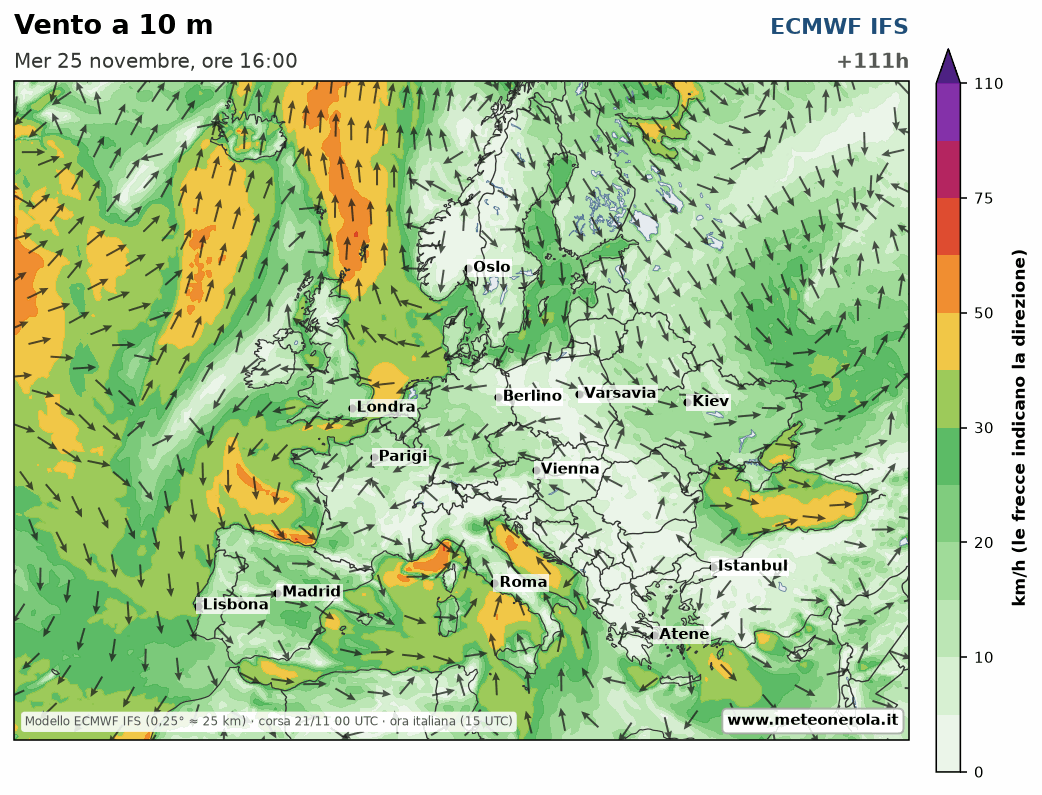 Vento a 10 m
ECMWF IFS
Mer 25 novembre, ore 16:00
+111h
110
75
50
30
20
10
0
km/h (le frecce indicano la direzione)
Oslo
Berlino
Varsavia
Kiev
Londra
Parigi
Vienna
Istanbul
Roma
Madrid
Lisbona
Atene
Modello ECMWF IFS (0,25° ≈ 25 km) · corsa 21/11 00 UTC · ora italiana (15 UTC)
www.meteonerola.it